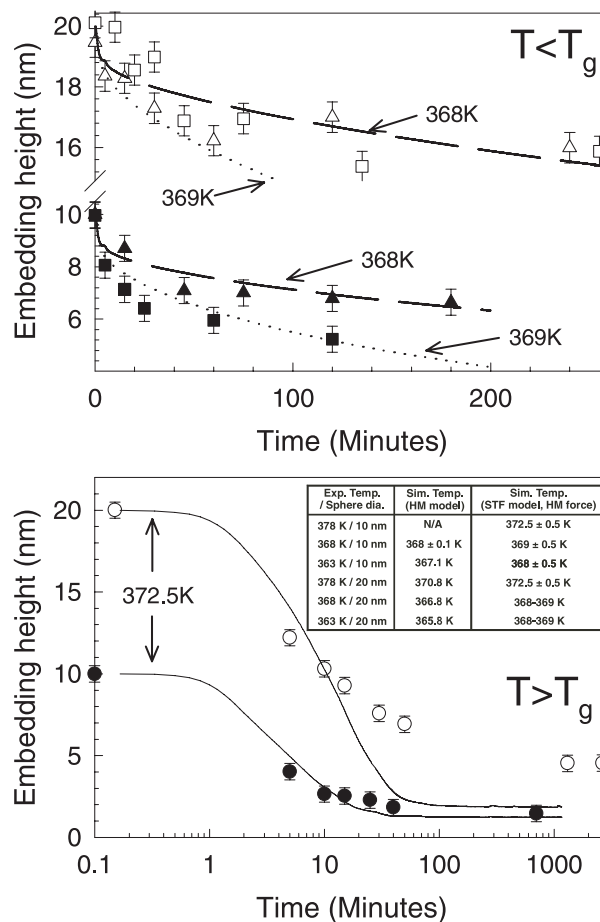 20
18
16
10
8
6
Embedding height (nm)
T<Tg
368K
369K
368K
369K
0
100
200
Time (Minutes)
20
15
10
5
0
Embedding height (nm)
372.5K
Exp. Temp. / Sphere dia. Sim. Temp. (HM model) Sim. Temp. (STF model, HM force)
378 K / 10 nm N/A 372.5 ± 0.5 K
368 K / 10 nm 368 ± 0.1 K 369 ± 0.5 K
363 K / 10 nm 367.1 K 368 ± 0.5 K
378 K / 20 nm 370.8 K 372.5 ± 0.5 K
368 K / 20 nm 366.8 K 368-369 K
363 K / 20 nm 365.8 K 368-369 K
T>Tg
0.1 1 10 100 1000
Time (Minutes)